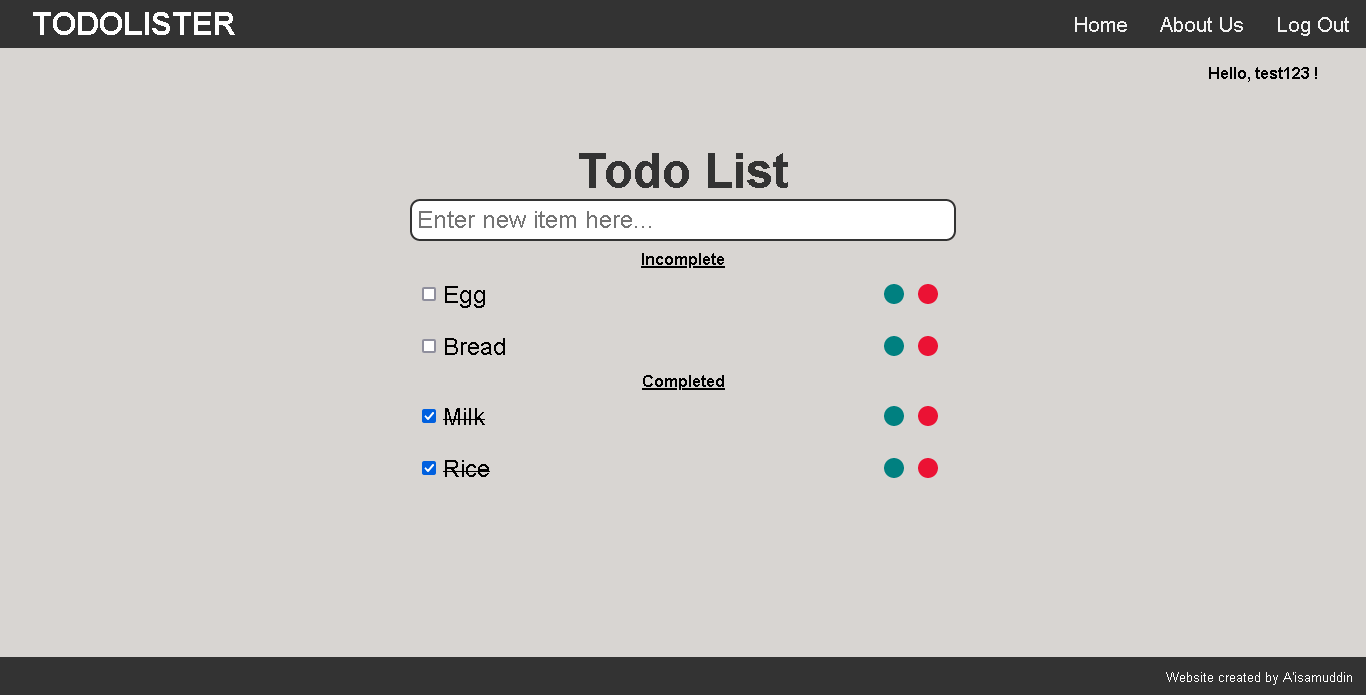 TODOLISTER
Home About Us Log Out
Hello, test123 !
Todo List
Enter new item here...
Incomplete
Egg
Bread
Completed
Milk
Rice
Website created by A'isamuddin